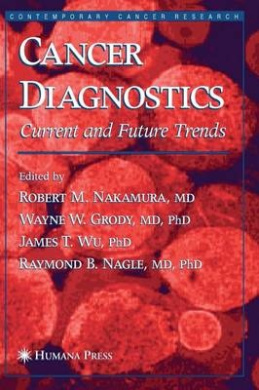 CONTEMPORARY CANCER RESEARCH
CANCER
DIAGNOSTICS
Current and Future Trends
Edited by
ROBERT M. NAKAMURA, MD
WAYNE W. GRODY, MD, PhD
JAMES T. WU, PhD
RAYMOND B. NAGLE, MD, PhD
HUMANA PRESS